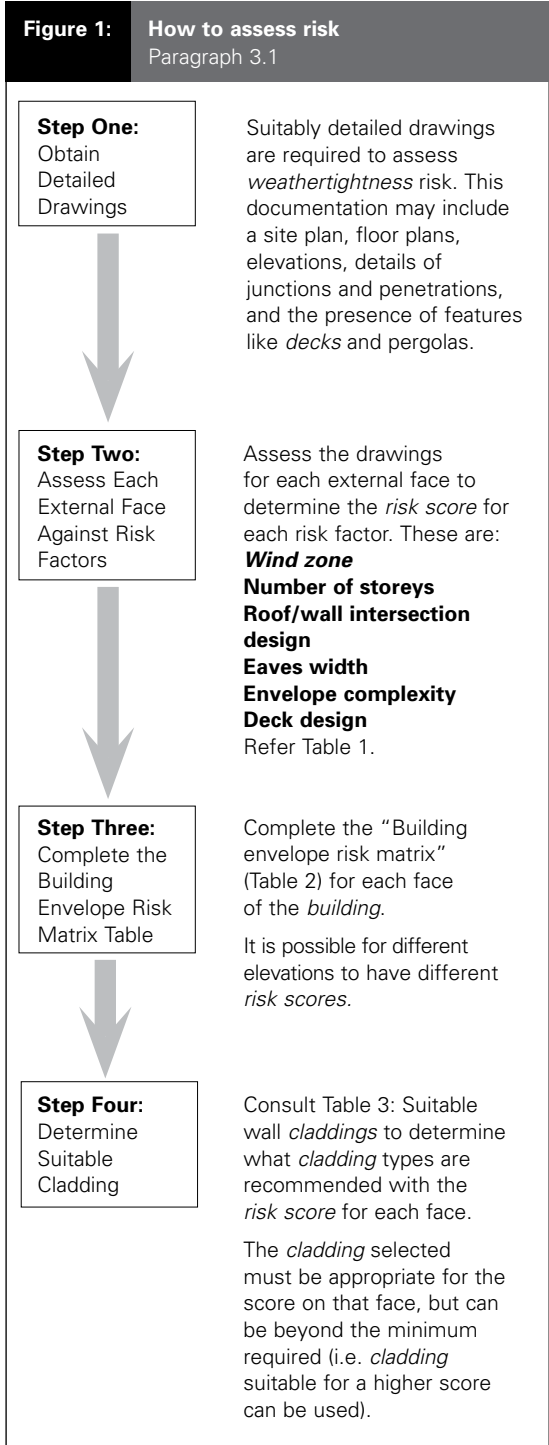 Figure 1:
How to assess risk
Paragraph 3.1
Step One:
Obtain
Detailed
Drawings
Suitably detailed drawings
are required to assess
weathertightness risk. This
documentation may include
a site plan, floor plans,
elevations, details of
junctions and penetrations,
and the presence of features
like decks and pergolas.
Step Two:
Assess Each
External Face
Against Risk
Factors
Assess the drawings
for each external face to
determine the risk score for
each risk factor. These are:
Wind zone
Number of storeys
Roof/wall intersection
design
Eaves width
Envelope complexity
Deck design
Refer Table 1.
Step Three:
Complete the
Building
Envelope Risk
Matrix Table
Complete the “Building
envelope risk matrix”
(Table 2) for each face
of the building.
It is possible for different
elevations to have different
risk scores.
Step Four:
Determine
Suitable
Cladding
Consult Table 3: Suitable
wall claddings to determine
what cladding types are
recommended with the
risk score for each face.
The cladding selected
must be appropriate for the
score on that face, but can
be beyond the minimum
required (i.e. cladding
suitable for a higher score
can be used).